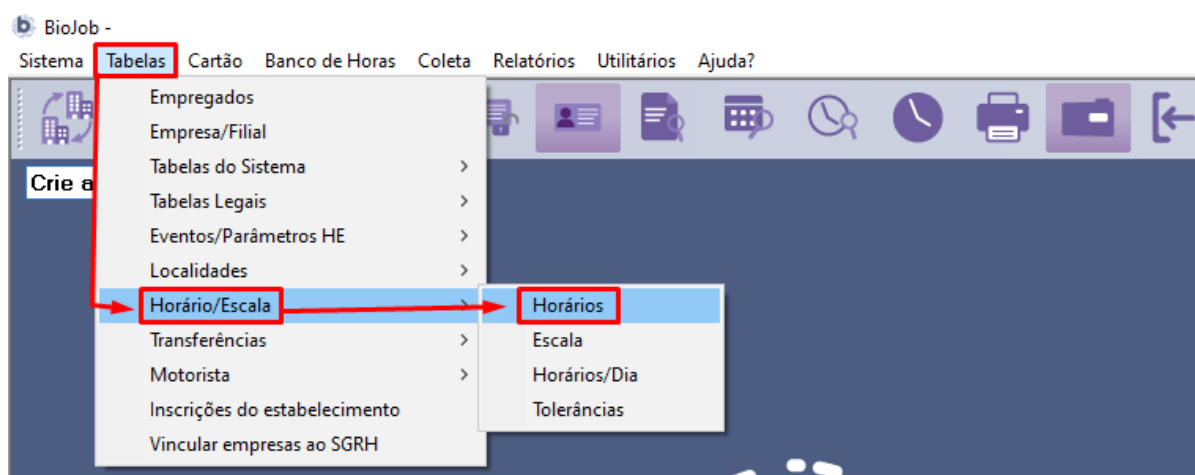 BioJob -
Sistema Tabelas Cartão Banco de Horas Coleta Relatórios Utilitários Ajuda?
Empregados
Empresa/Filial
Tabelas do Sistema
Crie a
Tabelas Legais
Eventos/Parâmetros HE
Localidades
Horário/Escala
Horários
Transferências
Escala
Motorista
Horários/Dia
Inscrições do estabelecimento
Tolerâncias
Vincular empresas ao SGRH